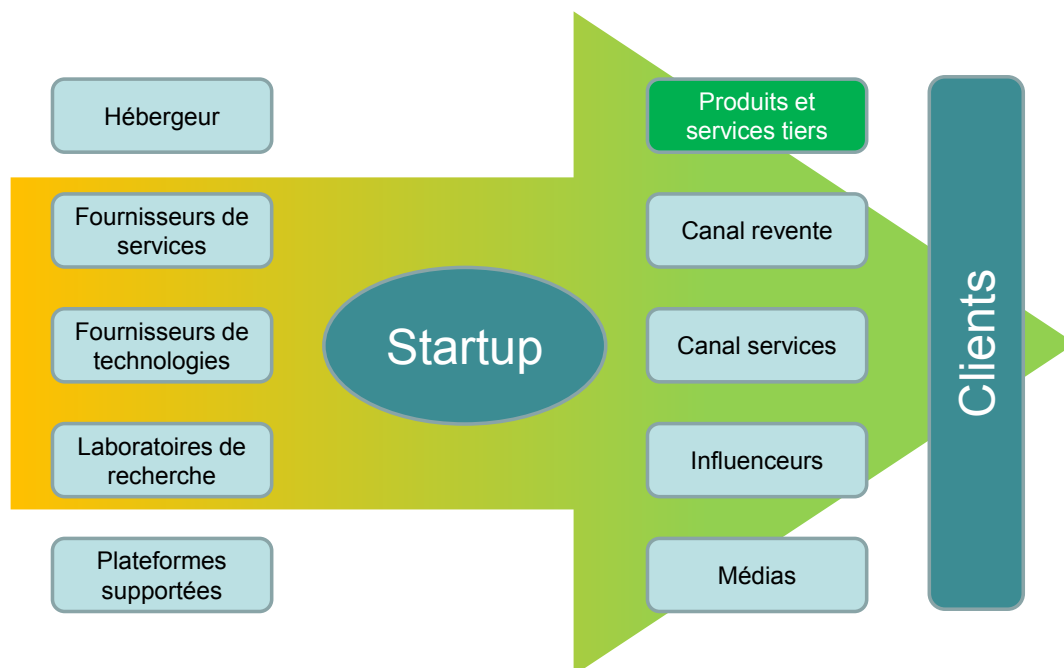 Hébergeur
Fournisseurs de
services
Fournisseurs de
technologies
Laboratoires de
recherche
Plateformes
supportées
Startup
Produits et
services tiers
Canal revente
Canal services
Influenceurs
Médias
Clients